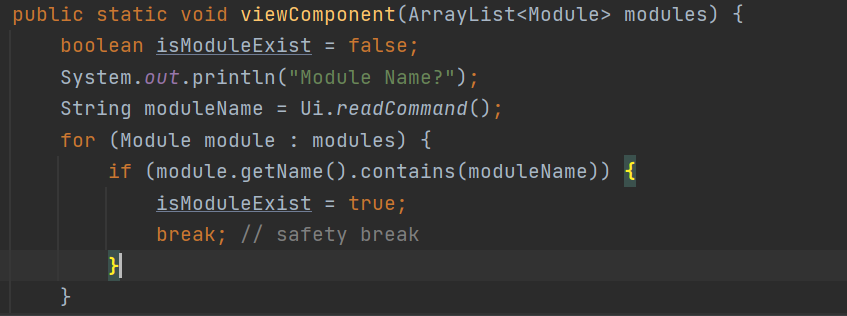 public static void viewComponent(ArrayList<Module> modules) {
boolean isModuleExist = false;
System.out.println("Module Name?");
String moduleName = Ui.readCommand();
for (Module module : modules) {
if (module.getName().contains(moduleName)) {
isModuleExist = true;
break; // safety break
}
}